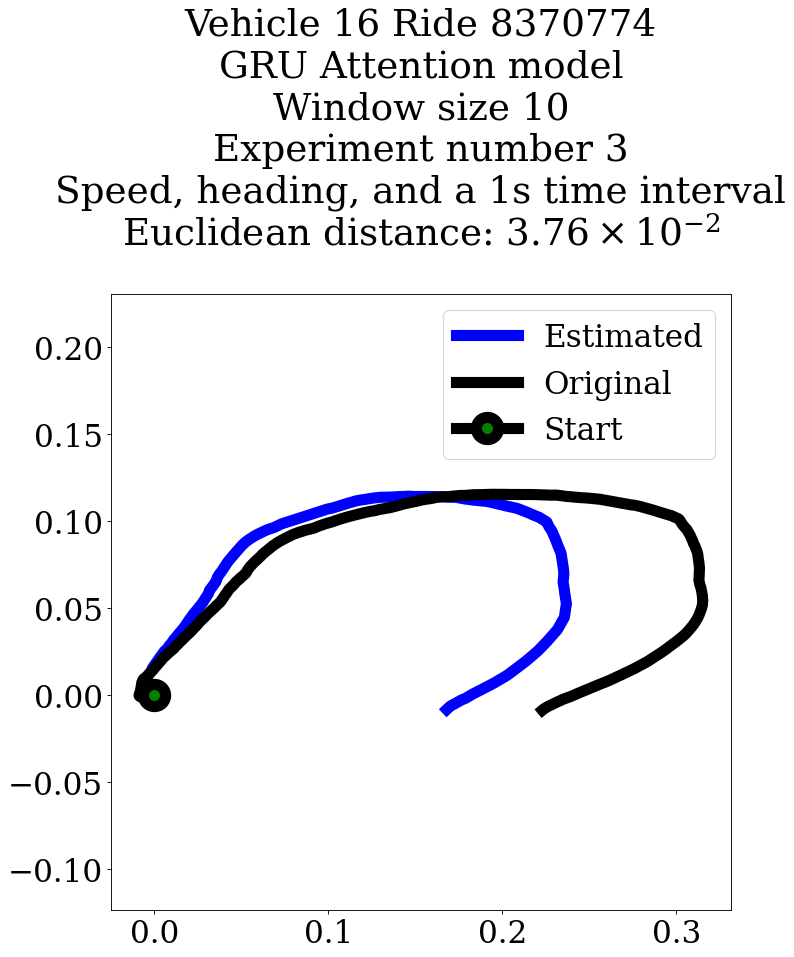 Vehicle 16 Ride 8370774
GRU Attention model
Window size 10
Experiment number 3
Speed, heading, and a 1s time interval
Euclidean distance: 3.76 × 10⁻²
Estimated
Original
Start
0.20
0.15
0.10
0.05
0.00
−0.05
−0.10
0.0 0.1 0.2 0.3